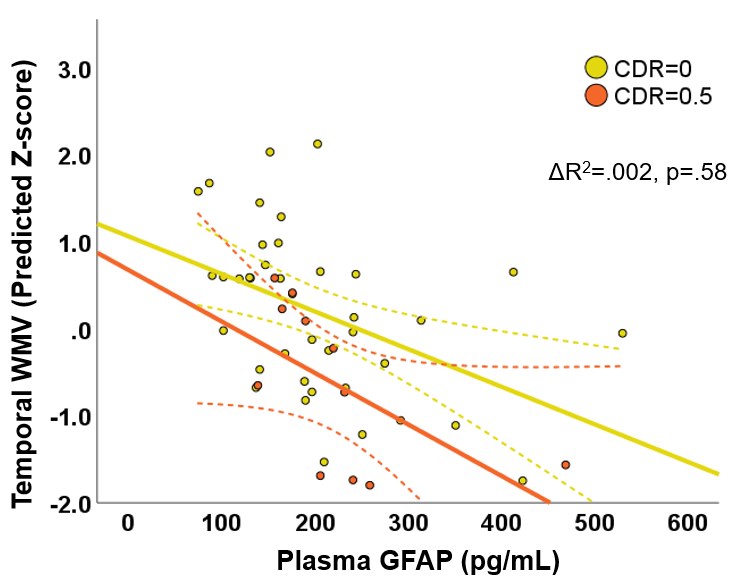 3.0
2.0
1.0
.0
-1.0
-2.0
0 100 200 300 400 500 600
Temporal WMV (Predicted Z-score)
Plasma GFAP (pg/mL)
CDR=0
CDR=0.5
ΔR²=.002, p=.58